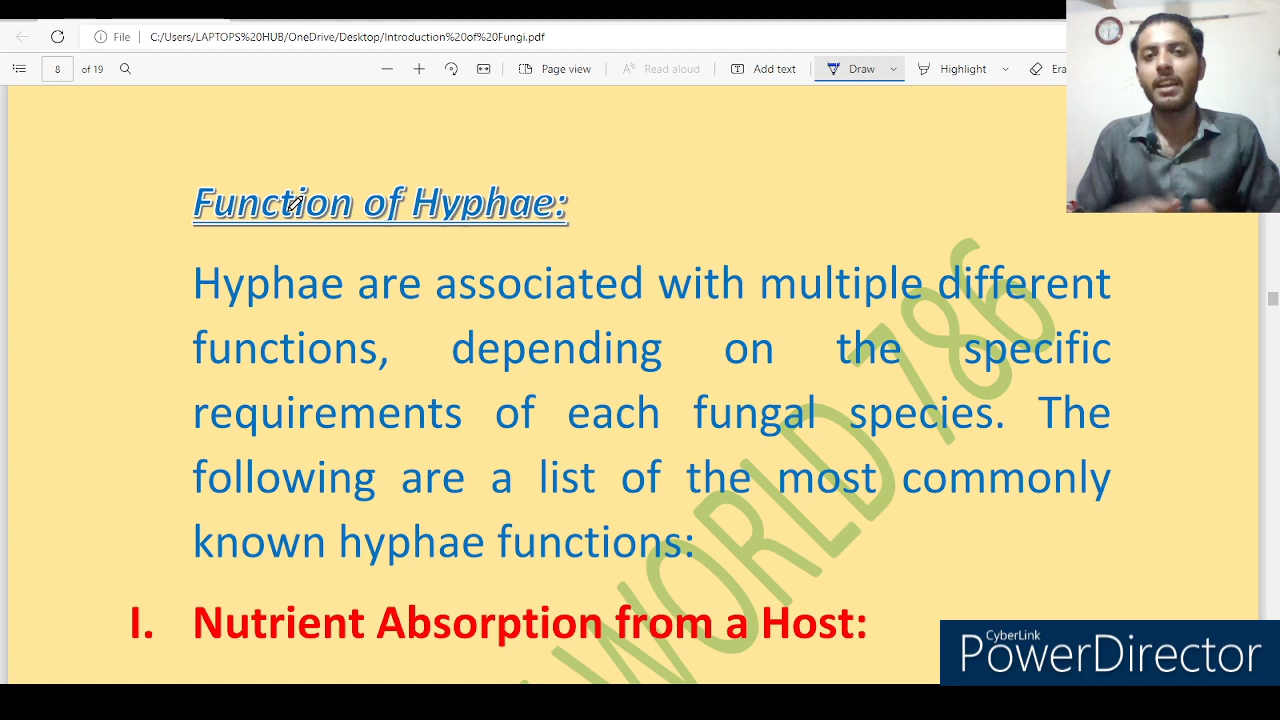 File
C:/Users/LAPTOPS%20HUB/OneDrive/Desktop/Introduction%20of%20Fungi.pdf
8 of 19
Page view
Read aloud
Add text
Draw
Highlight
Era
Function of Hyphae:
Hyphae are associated with multiple different
functions, depending on the specific
requirements of each fungal species. The
following are a list of the most commonly
known hyphae functions:
I. Nutrient Absorption from a Host:
WORLD 786
CyberLink
PowerDirector